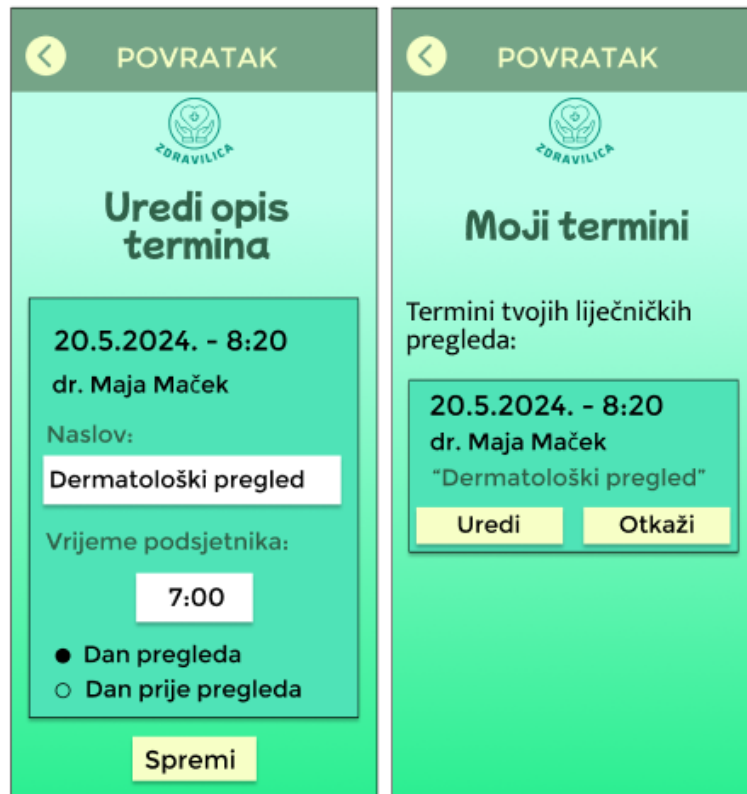 POVRATAK
ZDRAVILICA
Uredi opis
termina
20.5.2024. - 8:20
dr. Maja Maček
Naslov:
Dermatološki pregled
Vrijeme podsjetnika:
7:00
Dan pregleda
Dan prije pregleda
Spremi
POVRATAK
ZDRAVILICA
Moji termini
Termini tvojih liječničkih
pregleda:
20.5.2024. - 8:20
dr. Maja Maček
“Dermatološki pregled”
Uredi
Otkaži